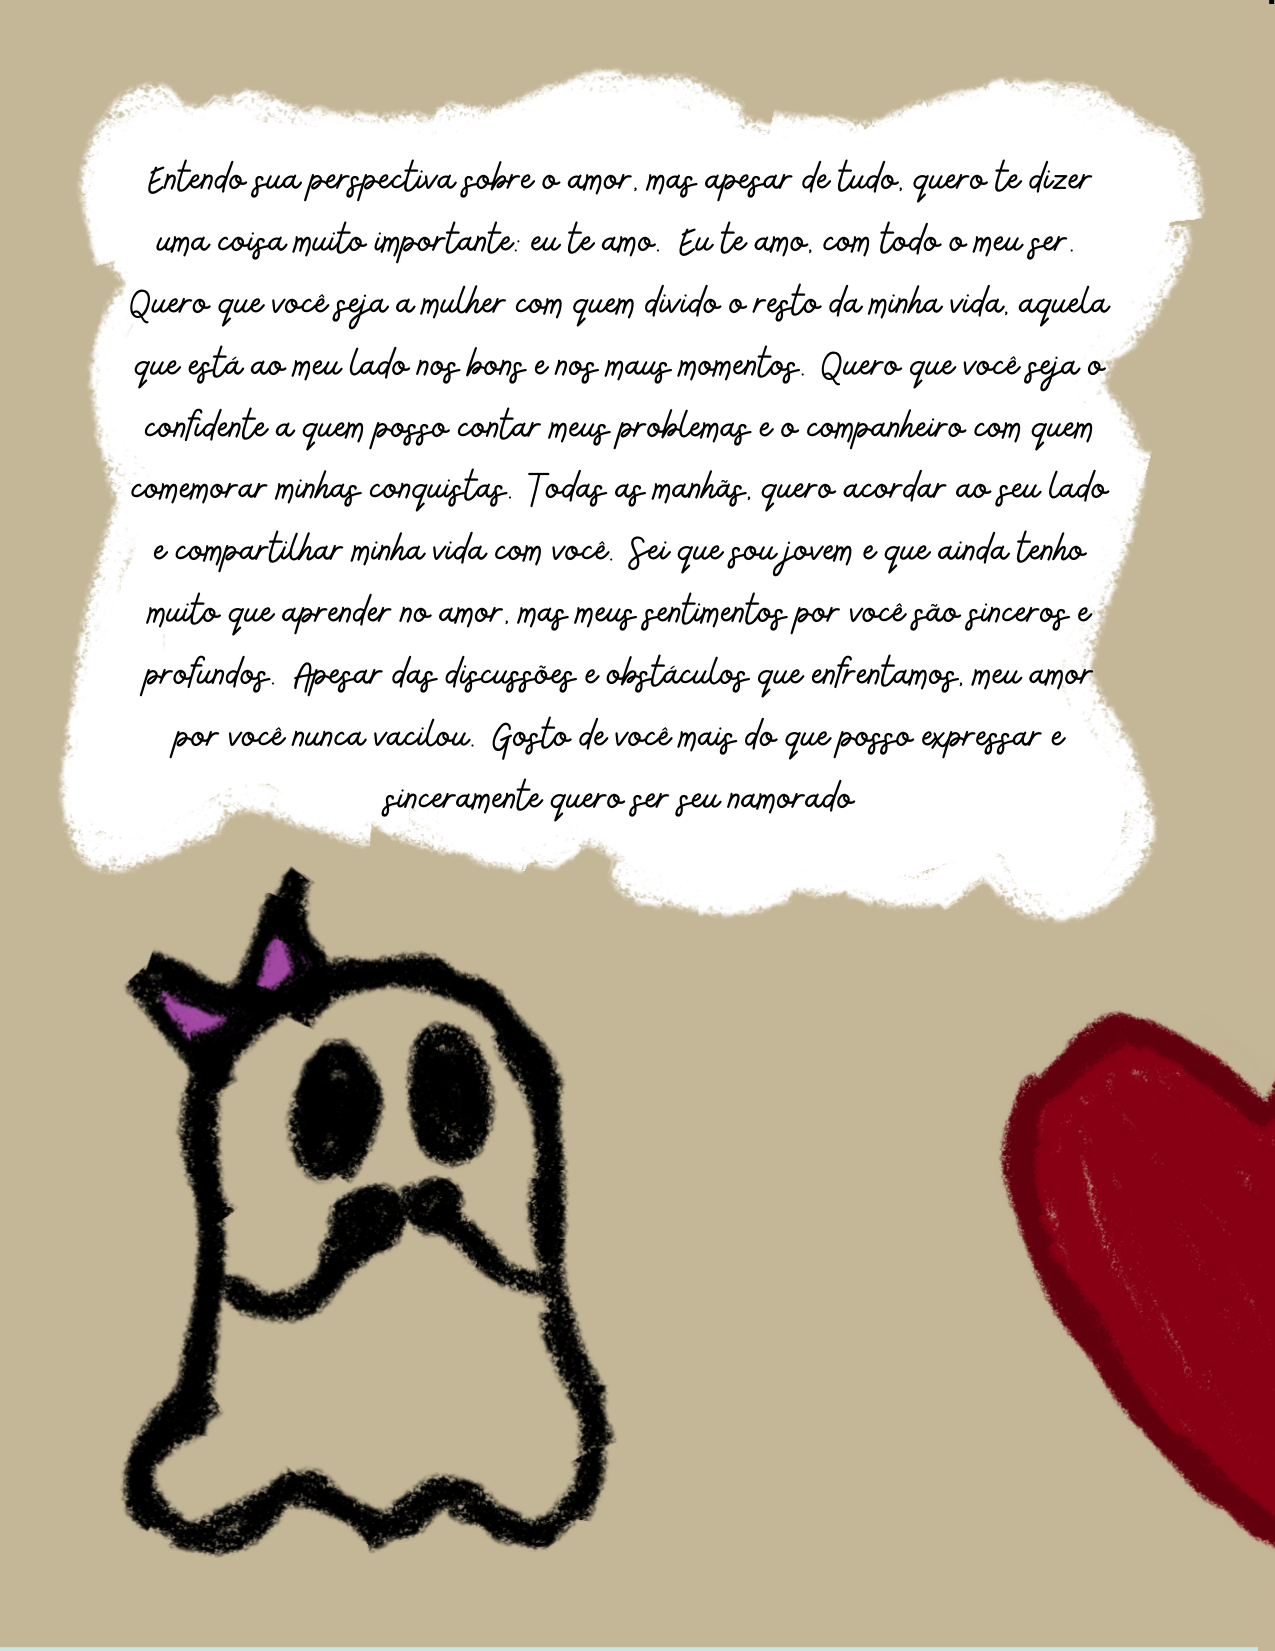 Entendo sua perspectiva sobre o amor, mas apesar de tudo, quero te dizer
uma coisa muito importante: eu te amo. Eu te amo, com todo o meu ser.
Quero que você seja a mulher com quem divido o resto da minha vida, aquela
que está ao meu lado nos bons e nos maus momentos. Quero que você seja o
confidente a quem posso contar meus problemas e o companheiro com quem
comemorar minhas conquistas. Todas as manhãs, quero acordar ao seu lado
e compartilhar minha vida com você. Sei que sou jovem e que ainda tenho
muito que aprender no amor, mas meus sentimentos por você são sinceros e
profundos. Apesar das discussões e obstáculos que enfrentamos, meu amor
por você nunca vacilou. Gosto de você mais do que posso expressar e
sinceramente quero ser seu namorado